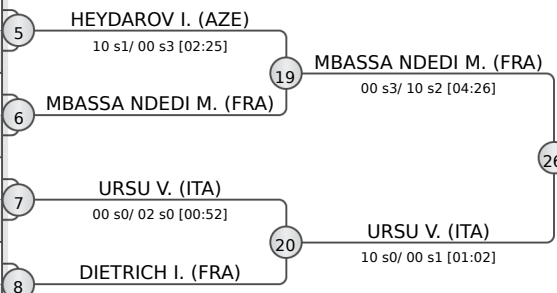 HEYDAROV I. (AZE)
5
10 s1/ 00 s3 [02:25]
19
MBASSA NDEDI M. (FRA)
00 s3/ 10 s2 [04:26]
MBASSA NDEDI M. (FRA)
6
26
URSU V. (ITA)
7
00 s0/ 02 s0 [00:52]
20
URSU V. (ITA)
10 s0/ 00 s1 [01:02]
DIETRICH I. (FRA)
8